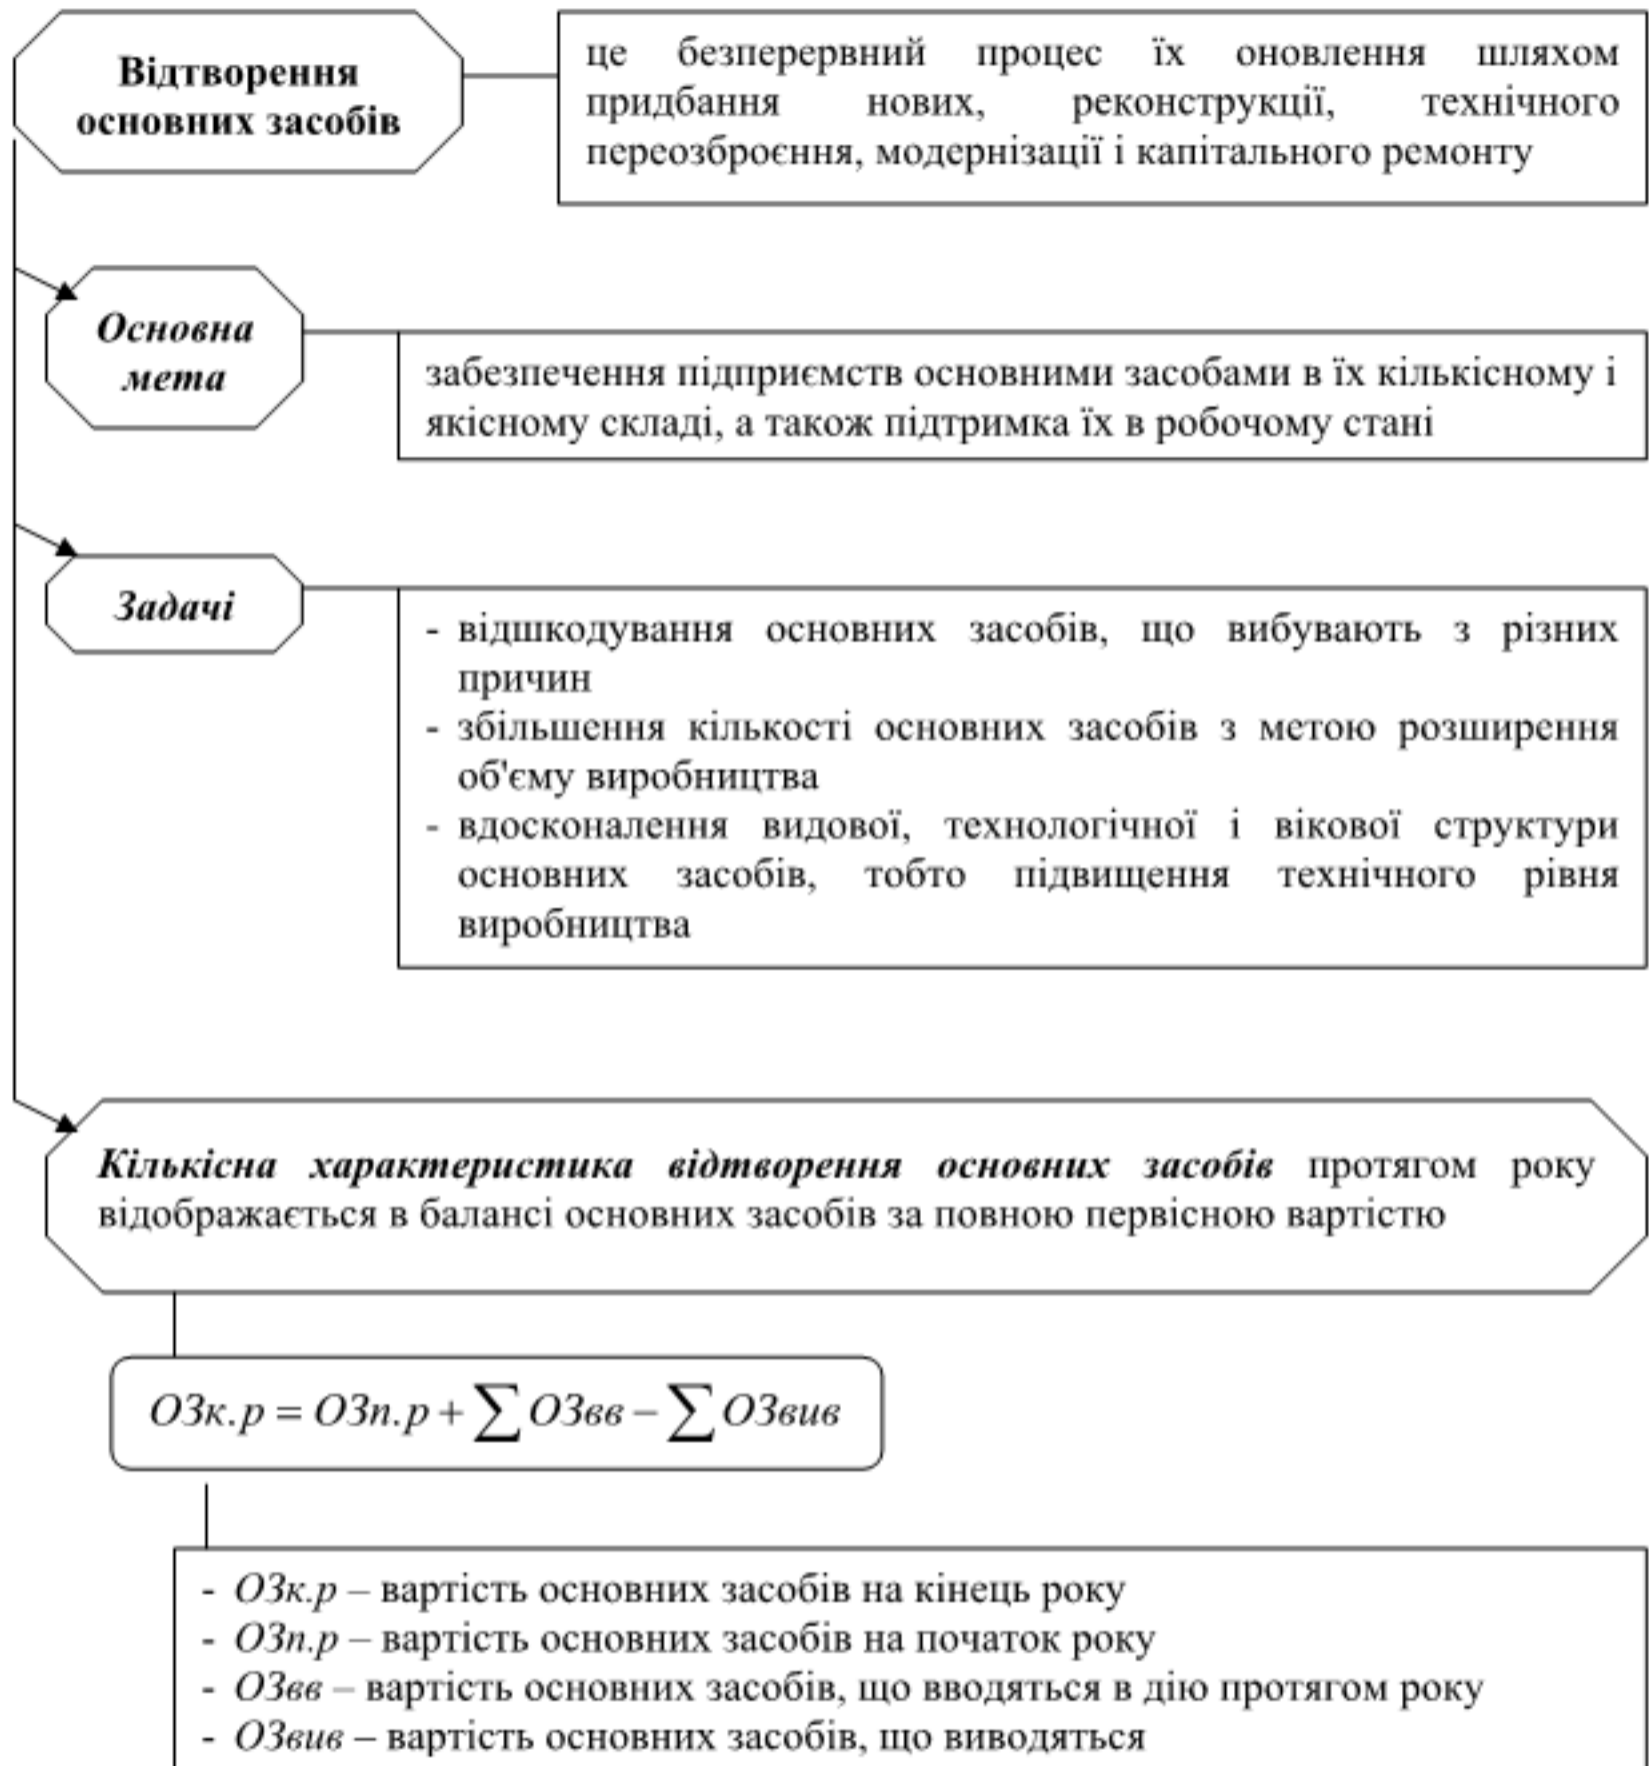 Відтворення
основних засобів
це безперервний процес їх оновлення шляхом
придбання нових, реконструкції, технічного
переозброєння, модернізації і капітального ремонту
Основна
мета
забезпечення підприємств основними засобами в їх кількісному і
якісному складі, а також підтримка їх в робочому стані
Задачі
- відшкодування основних засобів, що вибувають з різних
причин
- збільшення кількості основних засобів з метою розширення
об'єму виробництва
- вдосконалення видової, технологічної і вікової структури
основних засобів, тобто підвищення технічного рівня
виробництва
Кількісна характеристика відтворення основних засобів протягом року
відображається в балансі основних засобів за повною первісною вартістю
ОЗк.р = ОЗп.р + ∑ ОЗвв − ∑ ОЗвив
- ОЗк.р – вартість основних засобів на кінець року
- ОЗп.р – вартість основних засобів на початок року
- ОЗвв – вартість основних засобів, що вводяться в дію протягом року
- ОЗвив – вартість основних засобів, що виводяться